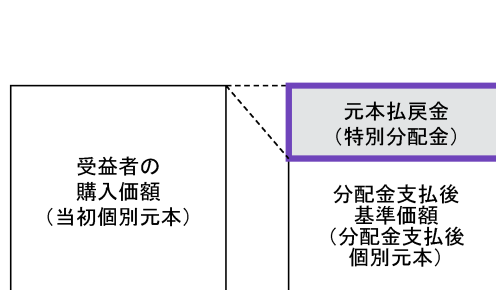 受益者の
購入価額
（当初個別元本）
元本払戻金
（特別分配金）
分配金支払後
基準価額
（分配金支払後
個別元本）